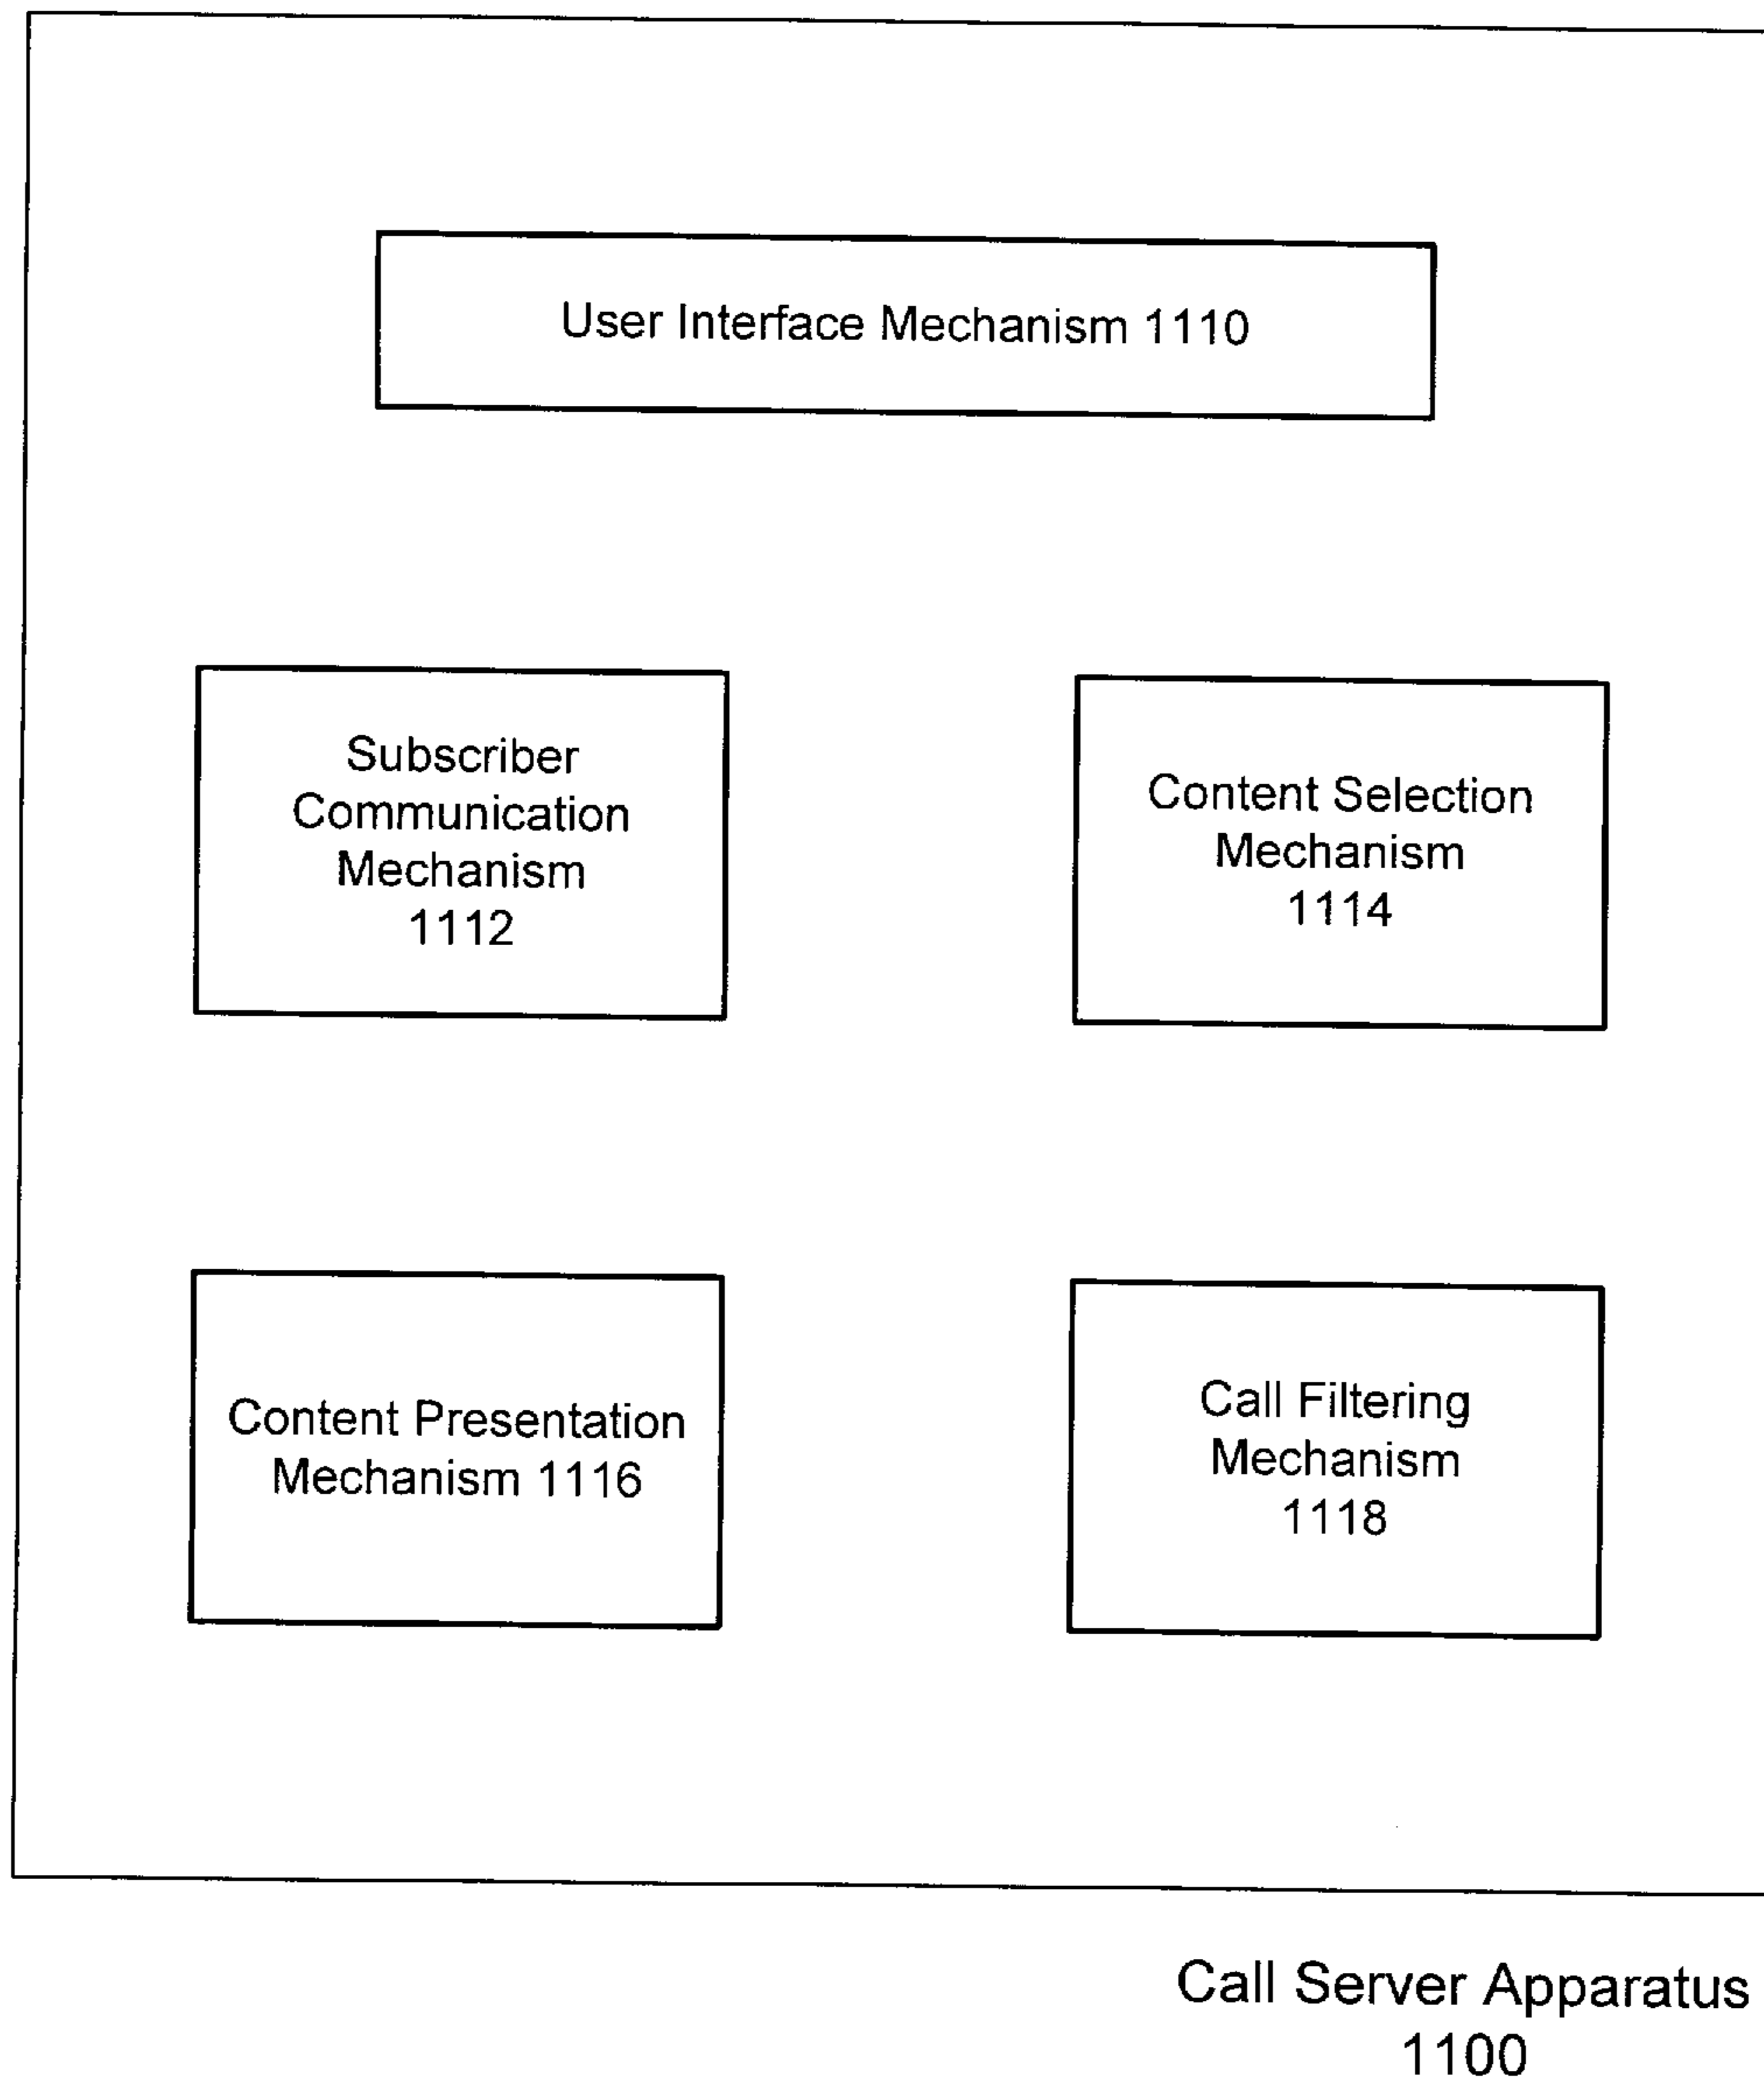 User Interface Mechanism 1110
Subscriber
Communication
Mechanism
1112
Content Selection
Mechanism
1114
Content Presentation
Mechanism 1116
Call Filtering
Mechanism
1118
Call Server Apparatus
1100